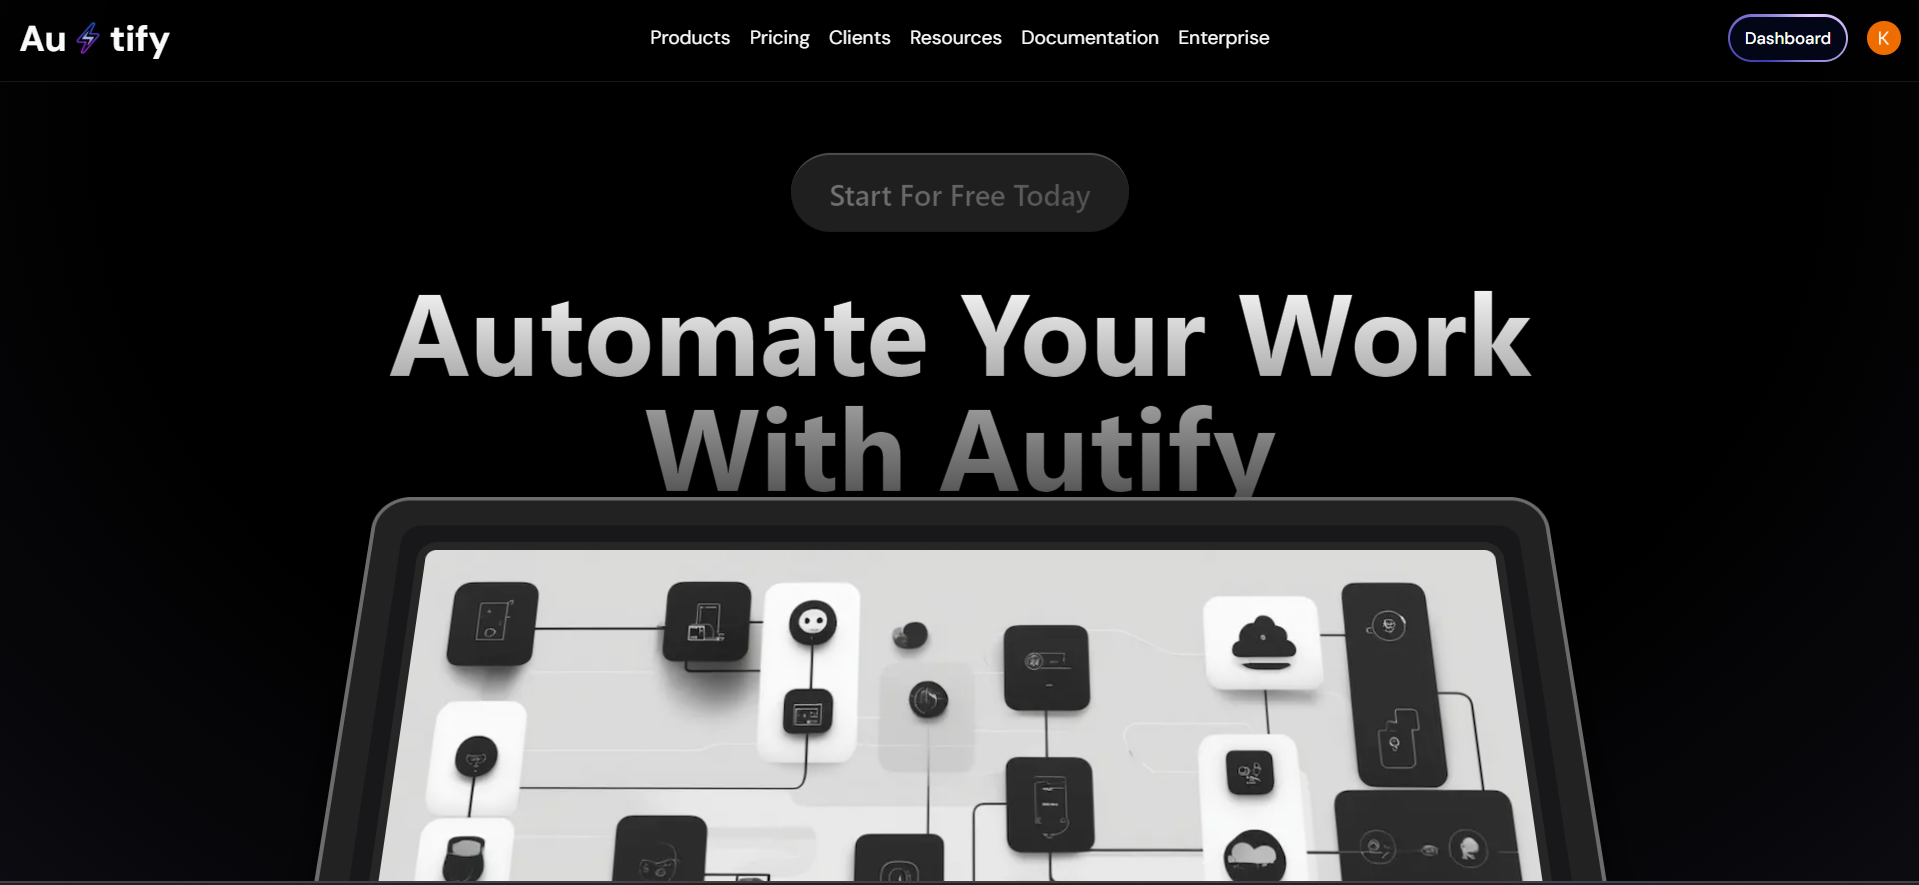 Au tify
Products Pricing Clients Resources Documentation Enterprise
Dashboard
K
Start For Free Today
Automate Your Work
With Autify